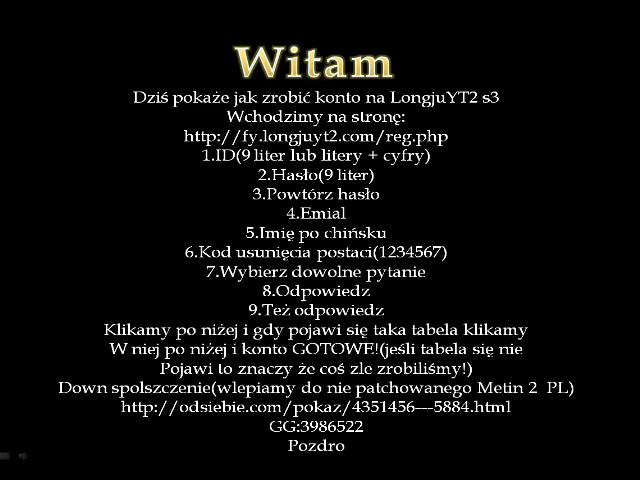 Witam
Dziś pokaże jak zrobić konto na LongjuYT2 s3
Wchodzimy na stronę:
http://fy.longjuyt2.com/reg.php
1.ID(9 liter lub litery + cyfry)
2.Hasło(9 liter)
3.Powtórz hasło
4.Emial
5.Imię po chińsku
6.Kod usunięcia postaci(1234567)
7.Wybierz dowolne pytanie
8.Odpowiedz
9.Też odpowiedz
Klikamy po niżej i gdy pojawi się taka tabela klikamy
W niej po niżej i konto GOTOWE!(jeśli tabela się nie
Pojawi to znaczy że coś zle zrobiliśmy!)
Down spolszczenie(wlepiamy do nie patchowanego Metin 2 PL)
http://odsiebie.com/pokaz/4351456---5884.html
GG:3986522
Pozdro